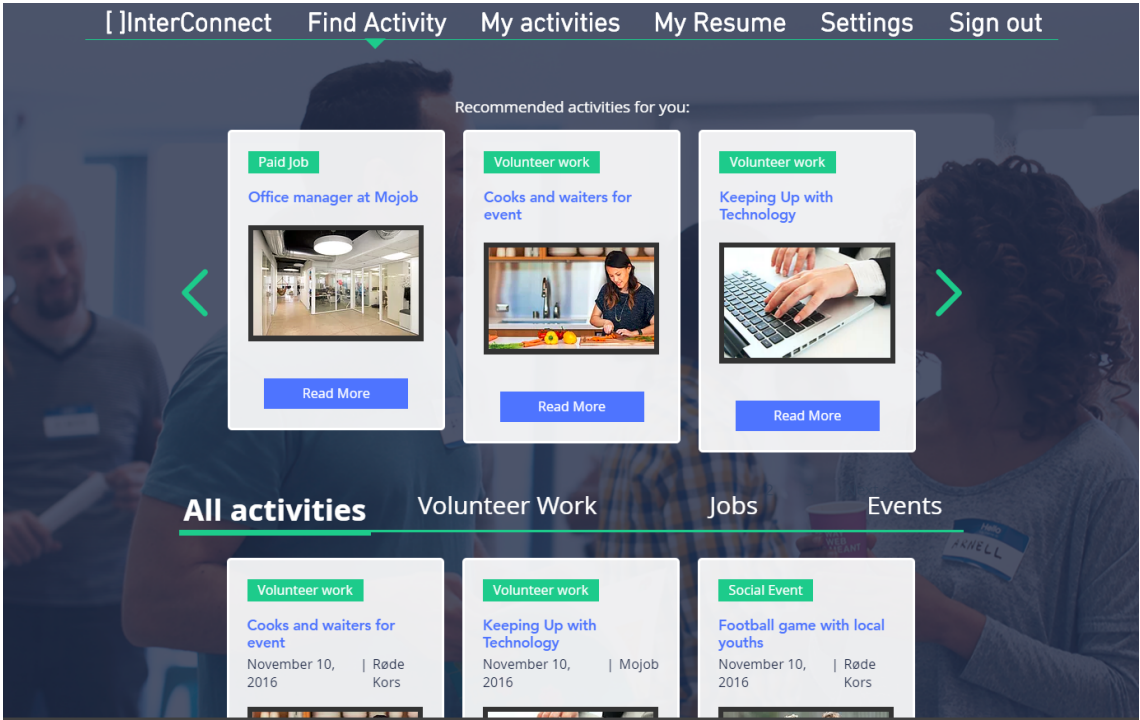 [ ]InterConnect Find Activity My activities My Resume Settings Sign out
Recommended activities for you:
Paid Job
Office manager at Mojob
Read More
Volunteer work
Cooks and waiters for
event
Read More
Volunteer work
Keeping Up with
Technology
Read More
All activities Volunteer Work Jobs Events
Hello
ARNELL
Volunteer work
Cooks and waiters for
event
November 10, | Røde
2016 Kors
Volunteer work
Keeping Up with
Technology
November 10, | Mojob
2016
Social Event
Football game with local
youths
November 10, | Røde
2016 Kors